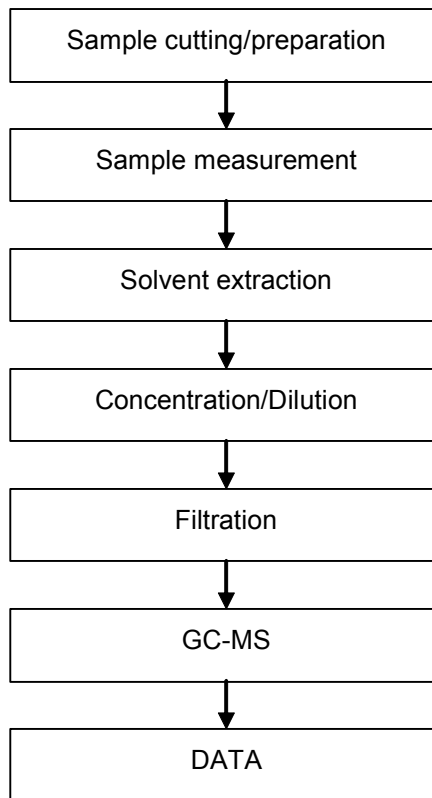 Sample cutting/preparation
Sample measurement
Solvent extraction
Concentration/Dilution
Filtration
GC-MS
DATA